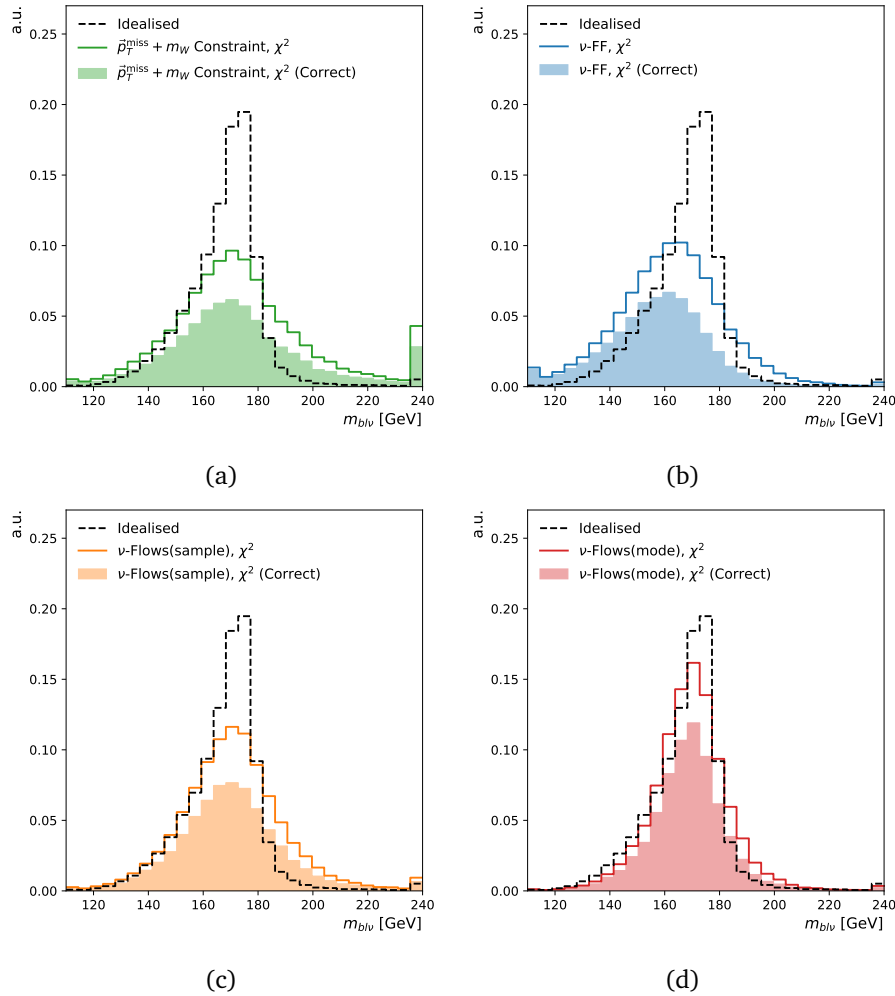 a.u.
0.25
0.20
0.15
0.10
0.05
0.00
Idealised
p⃗_T^miss + m_W Constraint, χ²
p⃗_T^miss + m_W Constraint, χ² (Correct)
120 140 160 180 200 220 240
m_blν [GeV]
(a)
a.u.
0.25
0.20
0.15
0.10
0.05
0.00
Idealised
ν-FF, χ²
ν-FF, χ² (Correct)
120 140 160 180 200 220 240
m_blν [GeV]
(b)
a.u.
0.25
0.20
0.15
0.10
0.05
0.00
Idealised
ν-Flows(sample), χ²
ν-Flows(sample), χ² (Correct)
120 140 160 180 200 220 240
m_blν [GeV]
(c)
a.u.
0.25
0.20
0.15
0.10
0.05
0.00
Idealised
ν-Flows(mode), χ²
ν-Flows(mode), χ² (Correct)
120 140 160 180 200 220 240
m_blν [GeV]
(d)